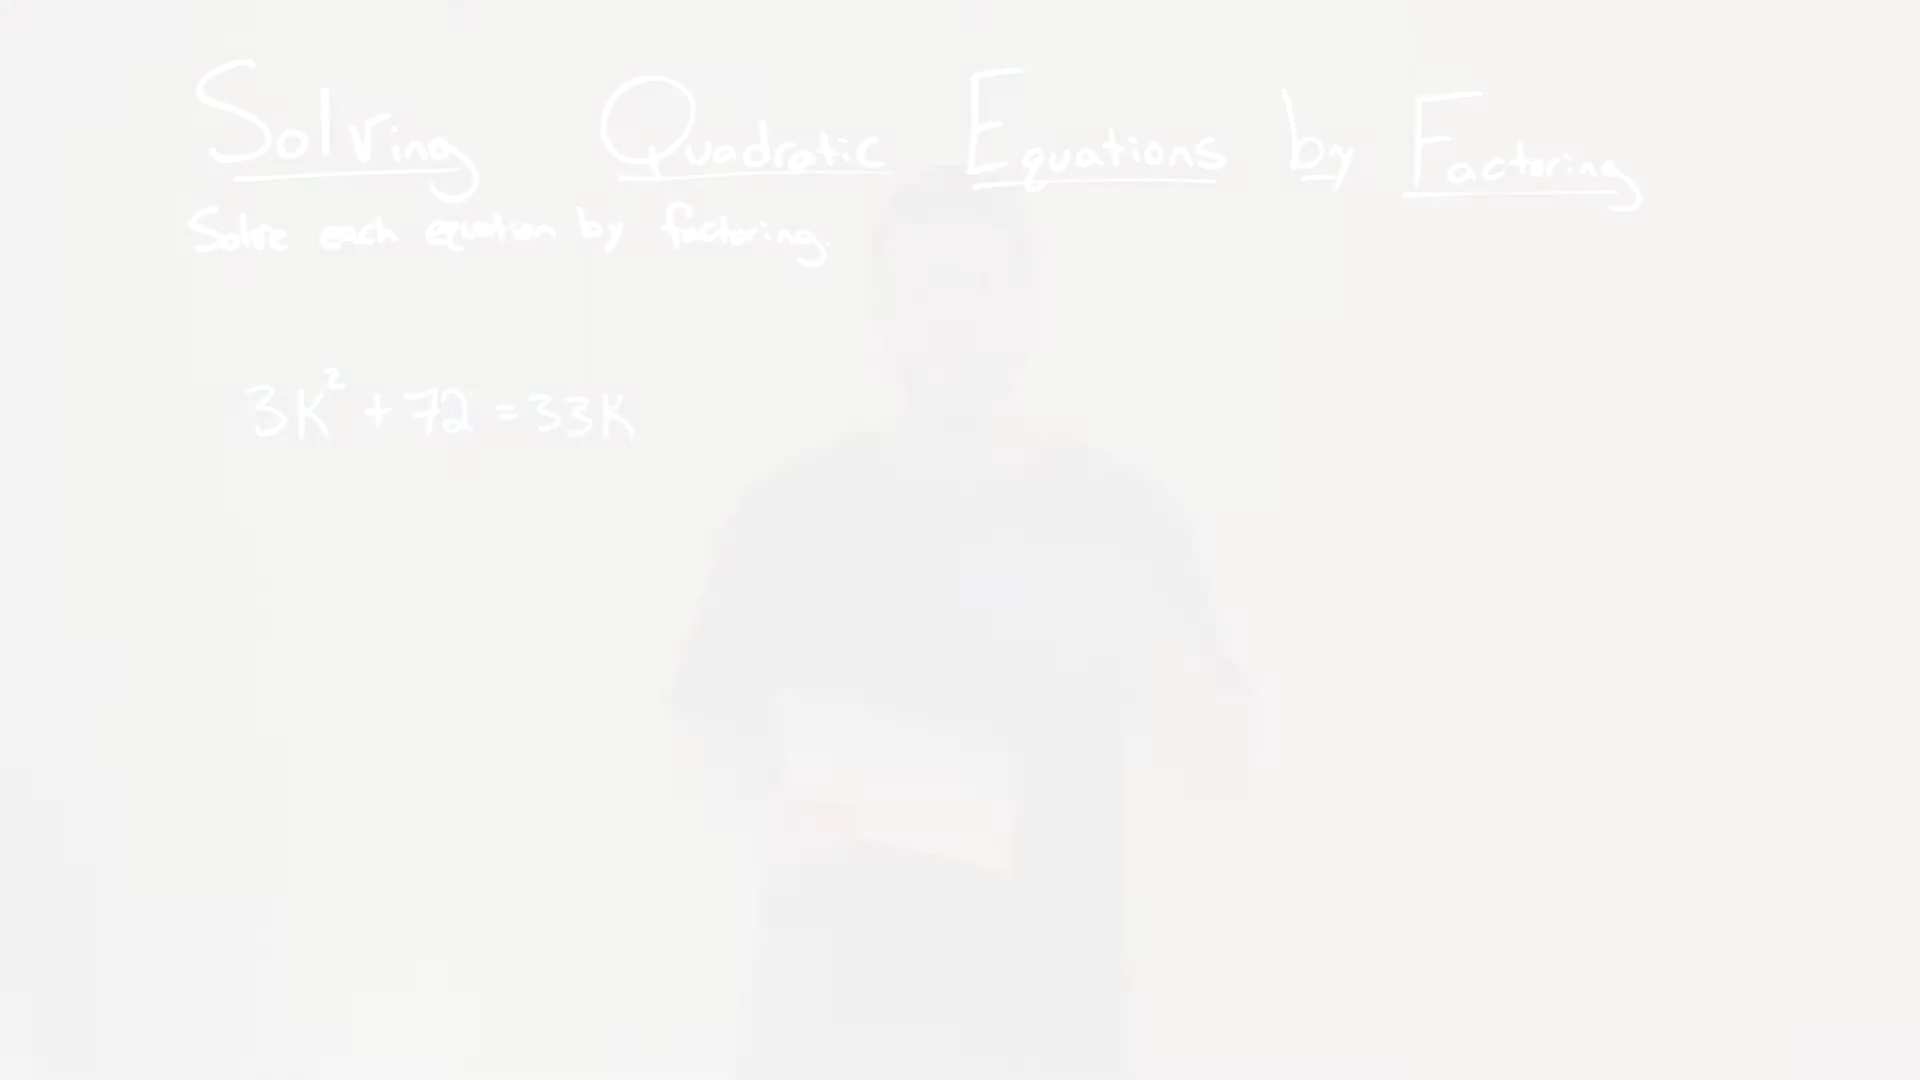 Solving Quadratic Equations by Factoring
Solve each equation by factoring.
3K² + 72 = 33K